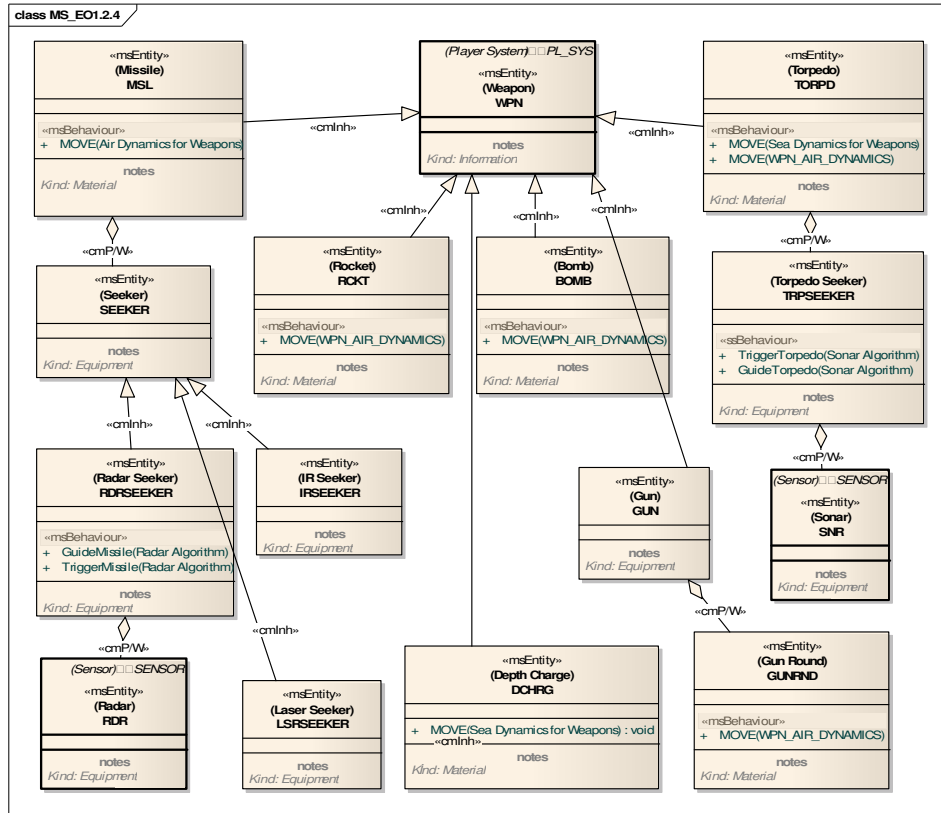 class MS_EO1.2.4
«msEntity»
(Missile)
MSL
«msBehaviour»
+ MOVE(Air Dynamics for Weapons)
notes
Kind: Material
(Player System)□□PL_SYS
«msEntity»
(Weapon)
WPN
notes
Kind: Information
«msEntity»
(Torpedo)
TORPD
«msBehaviour»
+ MOVE(Sea Dynamics for Weapons)
+ MOVE(WPN_AIR_DYNAMICS)
notes
Kind: Material
«cmInh»
«cmInh»
«cmInh»
«cmInh»
«cmInh»
«cmP/W»
«cmP/W»
«msEntity»
(Seeker)
SEEKER
notes
Kind: Equipment
«msEntity»
(Rocket)
RCKT
«msBehaviour»
+ MOVE(WPN_AIR_DYNAMICS)
notes
Kind: Material
«msEntity»
(Bomb)
BOMB
«msBehaviour»
+ MOVE(WPN_AIR_DYNAMICS)
notes
Kind: Material
«msEntity»
(Torpedo Seeker)
TRPSEEKER
«ssBehaviour»
+ TriggerTorpedo(Sonar Algorithm)
+ GuideTorpedo(Sonar Algorithm)
notes
Kind: Equipment
«cmInh»
«cmInh»
«cmP/W»
«msEntity»
(Radar Seeker)
RDRSEEKER
«msBehaviour»
+ GuideMissile(Radar Algorithm)
+ TriggerMissile(Radar Algorithm)
notes
Kind: Equipment
«msEntity»
(IR Seeker)
IRSEEKER
notes
Kind: Equipment
«msEntity»
(Gun)
GUN
notes
Kind: Equipment
(Sensor)□□SENSOR
«msEntity»
(Sonar)
SNR
notes
Kind: Equipment
«cmP/W»
«cmInh»
«cmP/W»
(Sensor)□□SENSOR
«msEntity»
(Radar)
RDR
notes
Kind: Equipment
«msEntity»
(Laser Seeker)
LSRSEEKER
notes
Kind: Equipment
«msEntity»
(Depth Charge)
DCHRG
+ MOVE(Sea Dynamics for Weapons) : void
«cmInh»
notes
Kind: Material
«msEntity»
(Gun Round)
GUNRND
«msBehaviour»
+ MOVE(WPN_AIR_DYNAMICS)
notes
Kind: Material